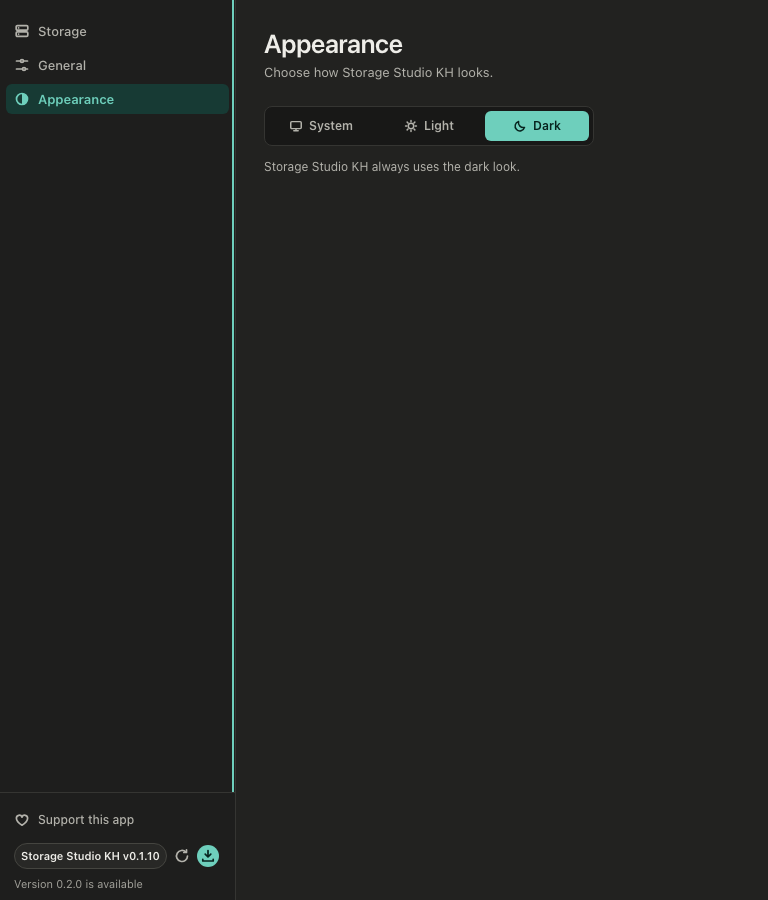 Storage
General
Appearance
Appearance
Choose how Storage Studio KH looks.
System
Light
Dark
Storage Studio KH always uses the dark look.
Support this app
Storage Studio KH v0.1.10
Version 0.2.0 is available